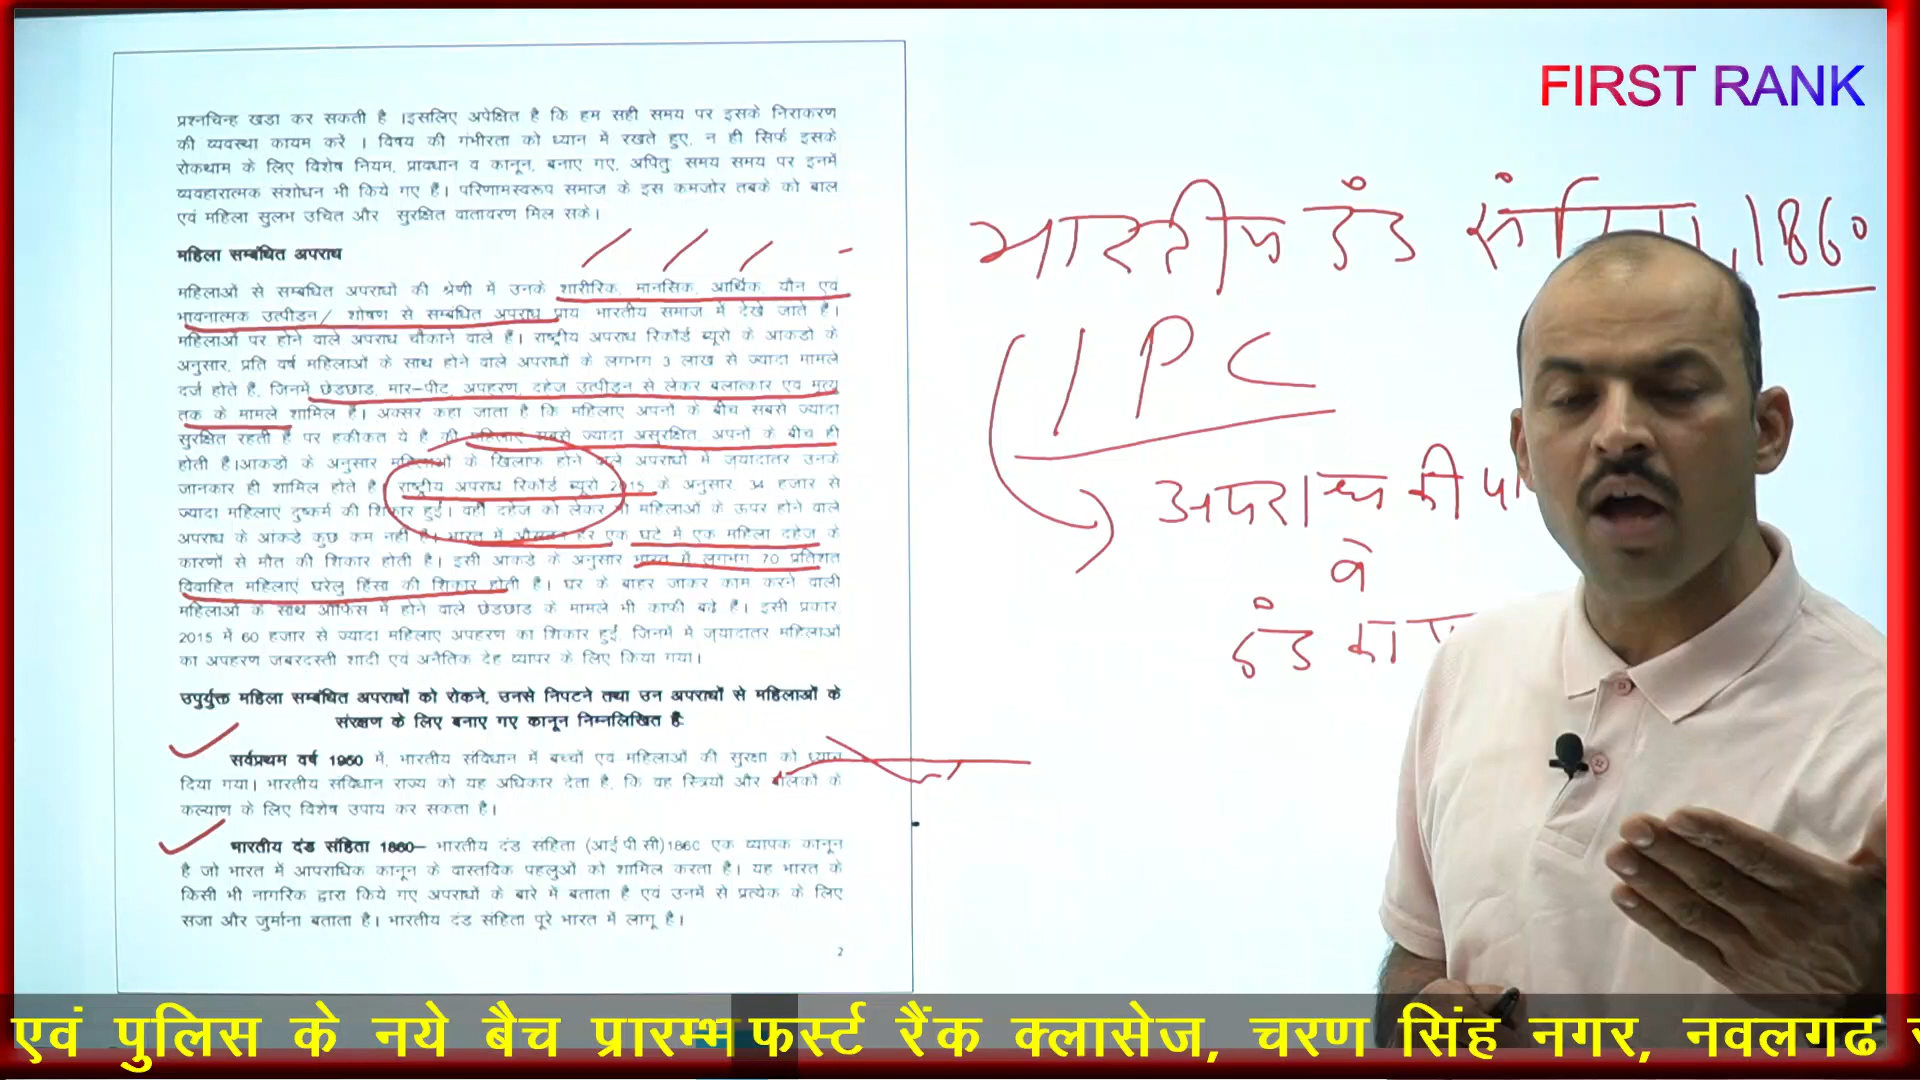 FIRST RANK
प्रश्नचिन्ह खडा कर सकती है ।इसलिए अपेक्षित है कि हम सही समय पर इसके निराकरण
की व्यवस्था कायम करे । विषय की गंभीरता को ध्यान में रखते हुए, न ही सिर्फ इसके
रोकथाम के लिए विशेष नियम, प्रावधान व कानून, बनाए गए, अपितु समय समय पर इनमें
व्यवहारात्मक संशोधन भी किये गए हैं। परिणामस्वरूप समाज के इस कमजोर तबके को बाल
एवं महिला सुलभ उचित और सुरक्षित वातावरण मिल सके।
महिला सम्बंधित अपराध
महिलाओं से सम्बंधित अपराधों की श्रेणी में उनके शारीरिक, मानसिक, आर्थिक, यौन एवं
भावनात्मक उत्पीडन/ शोषण से सम्बंधित अपराध प्राय भारतीय समाज में देखे जाते है।
महिलाओं पर होने वाले अपराध चौकाने वाले हैं। राष्ट्रीय अपराध रिकॉर्ड ब्यूरो के आकडो के
अनुसार, प्रति वर्ष महिलाओं के साथ होने वाले अपराधों के लगभग 3 लाख से ज्यादा मामले
दर्ज होते हैं, जिनमें छेडछाड, मार-पीट, अपहरण, दहेज उत्पीड़न से लेकर बलात्कार एवं मृत्यु
तक के मामले शामिल है। अक्सर कहा जाता है कि महिलाए अपनों के बीच सबसे ज्यादा
सुरक्षित रहती हैं पर हकीकत ये है की महिलाएं सबसे ज्यादा असुरक्षित अपनों के बीच ही
होती हैं।आकडों के अनुसार महिलाओं के खिलाफ होने वाले अपराधों में ज्यादातर उनके
जानकार ही शामिल होते है राष्ट्रीय अपराध रिकॉर्ड ब्यूरो 2015 के अनुसार, 34 हजार से
ज्यादा महिलाएं दुष्कर्म की शिकार हुई। वहीं दहेज को लेकर भी महिलाओं के ऊपर होने वाले
अपराध के आंकडे कुछ कम नहीं हैं। भारत में औसतन हर एक घंटे में एक महिला दहेज के
कारणों से मौत की शिकार होती है। इसी आकडे के अनुसार भारत में लगभग 70 प्रतिशत
विवाहित महिलाएं घरेलु हिंसा की शिकार होती हैं। घर के बाहर जाकर काम करने वाली
महिलाओं के साथ ऑफिस में होने वाले छेडछाड के मामले भी काफी बढे हैं। इसी प्रकार,
2015 में 60 हजार से ज्यादा महिलाए अपहरण का शिकार हुई, जिनमें में ज्यादातर महिलाओं
का अपहरण जबरदस्ती शादी एवं अनैतिक देह व्यापर के लिए किया गया।
उपुर्युक्त महिला सम्बंधित अपराधों को रोकने, उनसे निपटने तथा उन अपराधों से महिलाओं के
संरक्षण के लिए बनाए गए कानून निम्नलिखित हैः
सर्वप्रथम वर्ष 1950 में, भारतीय संविधान में बच्चों एवं महिलाओं की सुरक्षा को ध्यान
दिया गया। भारतीय संविधान राज्य को यह अधिकार देता है, कि वह स्त्रियों और बालिकों के
कल्याण के लिए विशेष उपाय कर सकता है।
भारतीय दंड संहिता 1860– भारतीय दंड संहिता (आई पी सी)1860 एक व्यापक कानून
है जो भारत में आपराधिक कानून के वास्तविक पहलुओं को शामिल करता है। यह भारत के
किसी भी नागरिक द्वारा किये गए अपराधों के बारे में बताता है एवं उनमें से प्रत्येक के लिए
सजा और जुर्माना बताता है। भारतीय दंड संहिता पूरे भारत में लागू है।
2
भारतीय दंड संहिता, 1860
IPC
अपराध की
व
दंड का
एवं पुलिस के नये बैच प्रारम्भ फर्स्ट रैंक क्लासेज, चरण सिंह नगर, नवलगढ